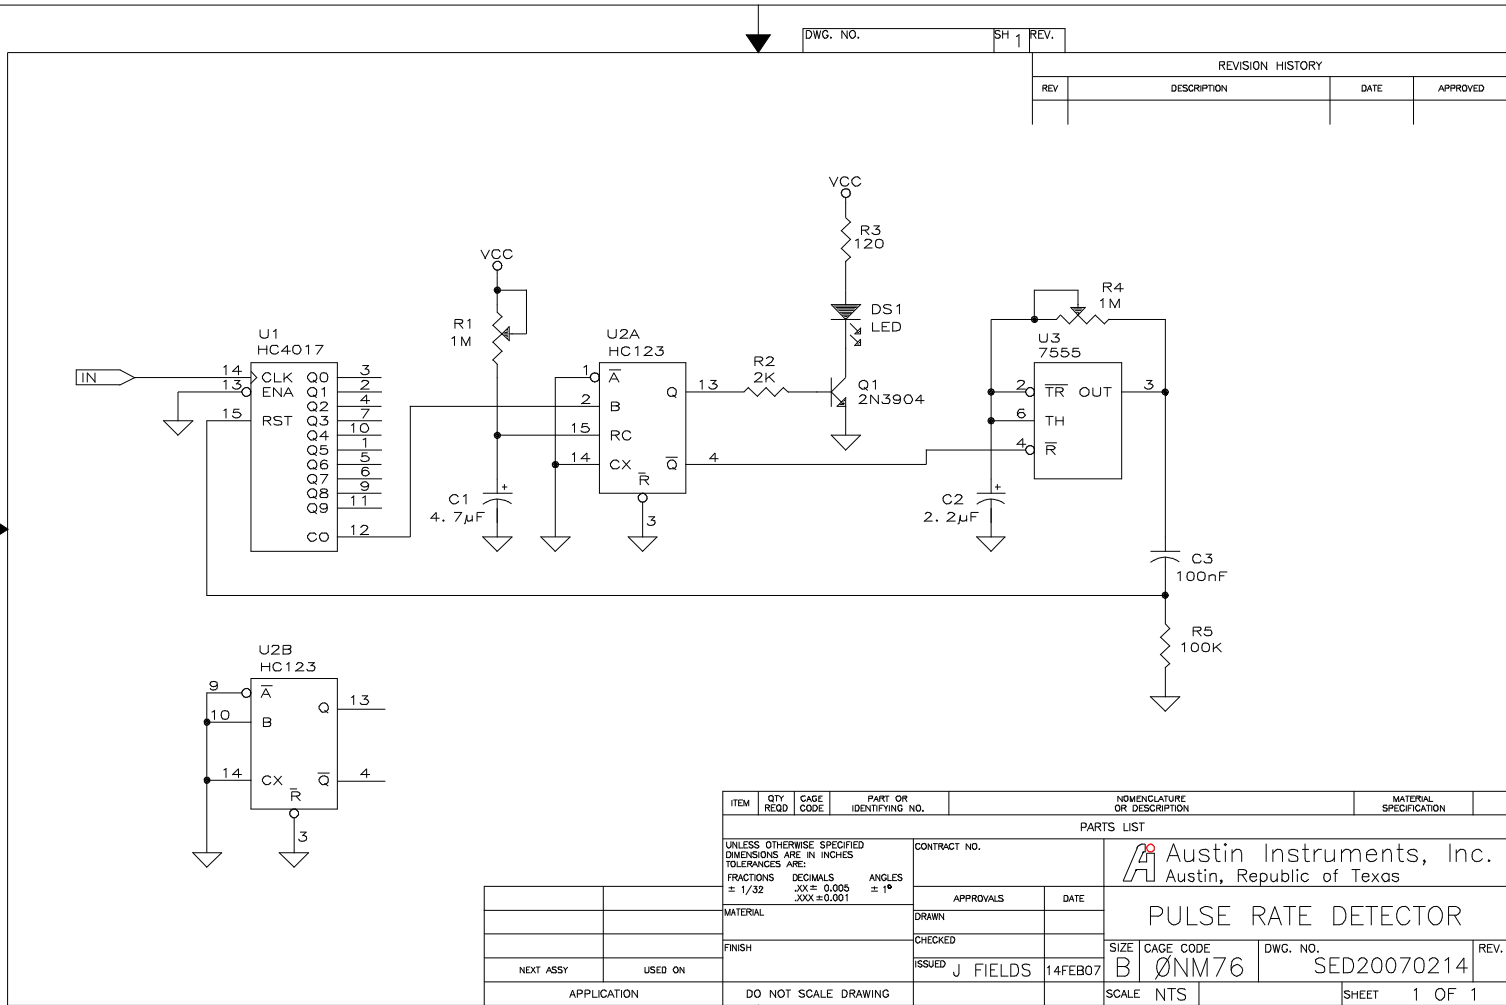 DWG. NO. SH 1 REV.
REVISION HISTORY
REV DESCRIPTION DATE APPROVED
VCC
R3
120
VCC
DS1
LED
R4
1M
R1
1M
U1
HC4017
U2A
HC123
U3
7555
R2
2K
Q1
2N3904
IN
14 CLK Q0 3
13 ENA Q1 2
Q2 4
15 RST Q3 7
Q4 10
Q5 1
Q6 5
Q7 6
Q8 9
Q9 11
CO 12
1 A Q 13
2 B
15 RC
14 CX Q 4
R
3
2 TR OUT 3
6 TH
4 R
C1
4.7µF
+
C2
2.2µF
+
C3
100nF
R5
100K
U2B
HC123
9 A Q 13
10 B
14 CX Q 4
R
3
ITEM QTY REQD CAGE CODE PART OR IDENTIFYING NO. NOMENCLATURE OR DESCRIPTION MATERIAL SPECIFICATION
PARTS LIST
UNLESS OTHERWISE SPECIFIED
DIMENSIONS ARE IN INCHES
TOLERANCES ARE:
FRACTIONS DECIMALS ANGLES
± 1/32 .XX ± 0.005 ± 1°
.XXX ±0.001
MATERIAL
FINISH
DO NOT SCALE DRAWING
NEXT ASSY USED ON
APPLICATION
CONTRACT NO.
APPROVALS DATE
DRAWN
CHECKED
ISSUED J FIELDS 14FEB07
Ai Austin Instruments, Inc.
Austin, Republic of Texas
PULSE RATE DETECTOR
SIZE B CAGE CODE ØNM76 DWG. NO. SED20070214 REV.
SCALE NTS SHEET 1 OF 1